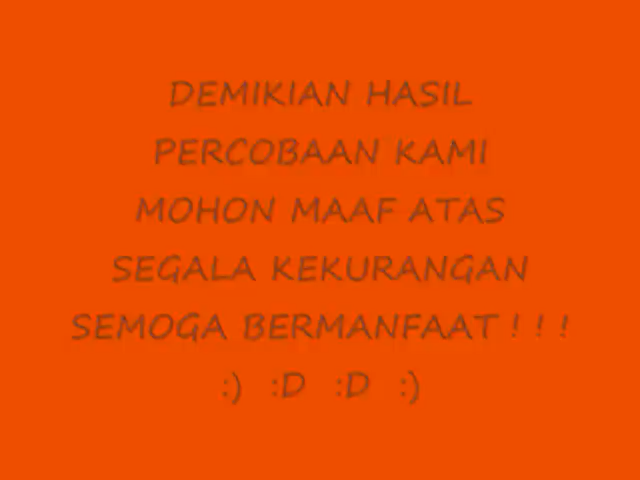 DEMIKIAN HASIL
PERCOBAAN KAMI
MOHON MAAF ATAS
SEGALA KEKURANGAN
SEMOGA BERMANFAAT ! ! !
:) :D :D :)